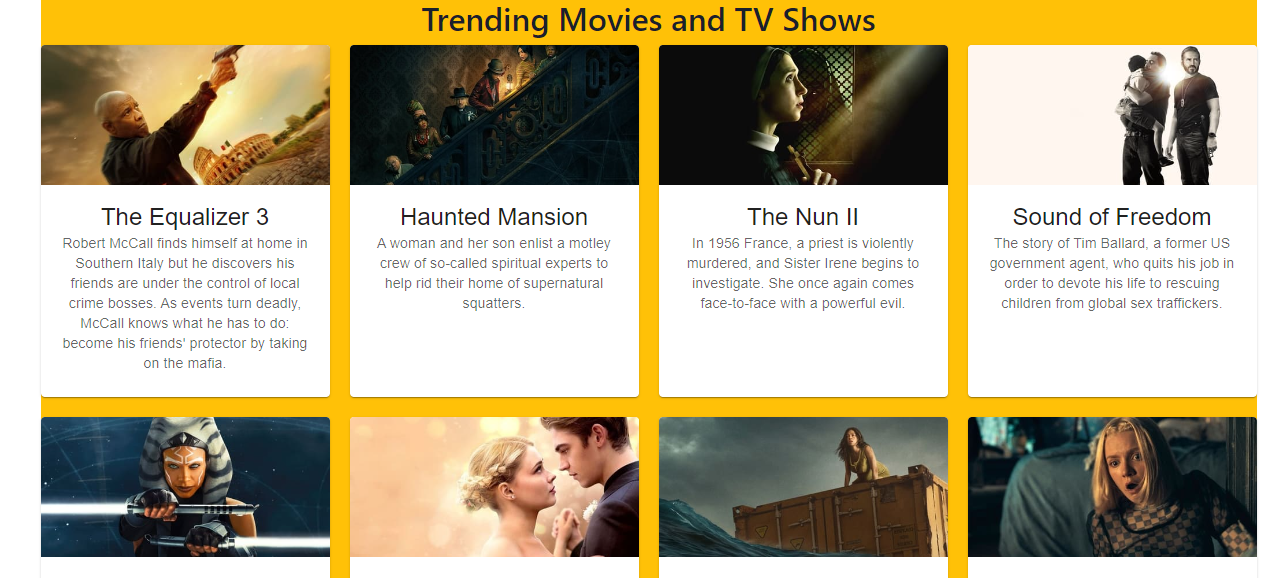 Trending Movies and TV Shows
The Equalizer 3
Robert McCall finds himself at home in
Southern Italy but he discovers his
friends are under the control of local
crime bosses. As events turn deadly,
McCall knows what he has to do:
become his friends' protector by taking
on the mafia.
Haunted Mansion
A woman and her son enlist a motley
crew of so-called spiritual experts to
help rid their home of supernatural
squatters.
The Nun II
In 1956 France, a priest is violently
murdered, and Sister Irene begins to
investigate. She once again comes
face-to-face with a powerful evil.
Sound of Freedom
The story of Tim Ballard, a former US
government agent, who quits his job in
order to devote his life to rescuing
children from global sex traffickers.